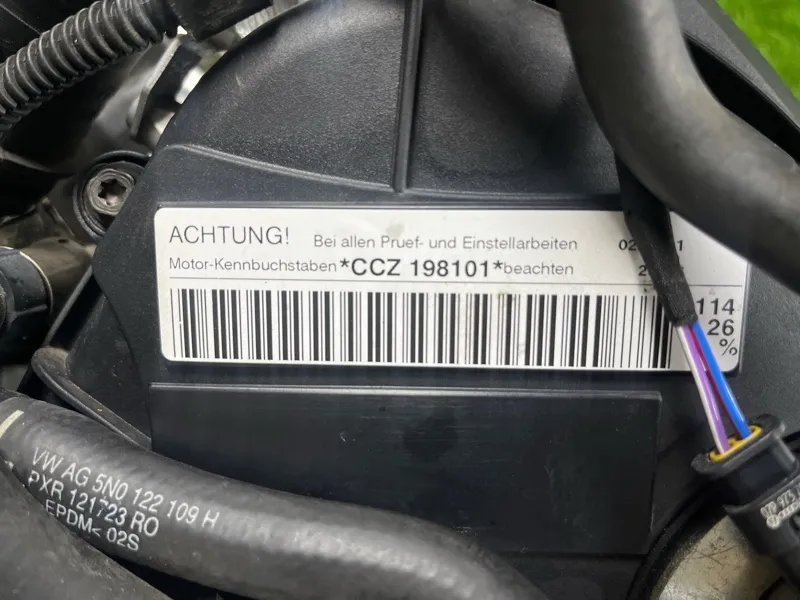 ACHTUNG! Bei allen Pruef- und Einstellarbeiten
Motor-Kennbuchstaben *CCZ 198101* beachten
114
26
%
VW AG 5N0 122 109 H
PXR 121723 RO
EPDM< 02S